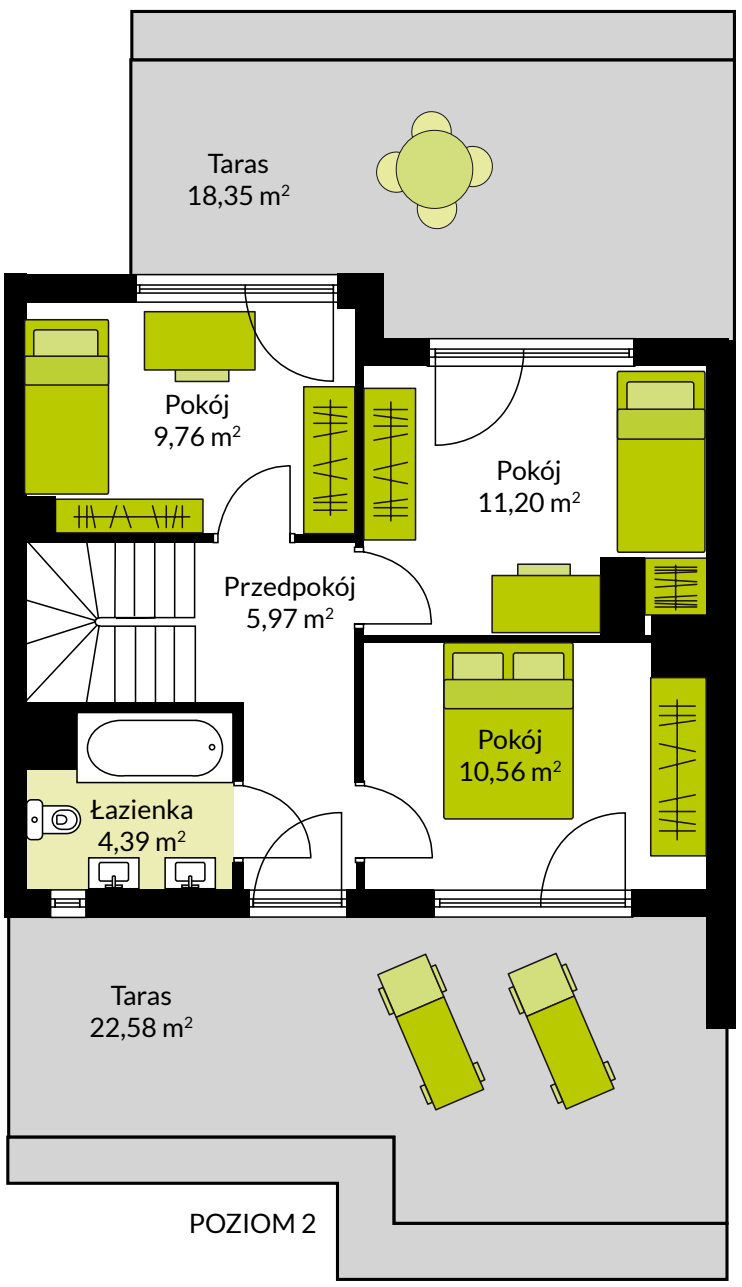 Taras
18,35 m²
Pokój
9,76 m²
Pokój
11,20 m²
Przedpokój
5,97 m²
Pokój
10,56 m²
Łazienka
4,39 m²
Taras
22,58 m²
POZIOM 2